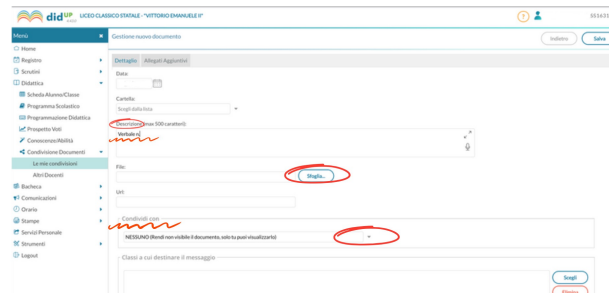 didUP LICEO CLASSICO STATALE - "VITTORIO EMANUELE II"
?
Menù
Gestione nuovo documento
Indietro
Salva
Home
Registro
Scrutini
Didattica
Scheda Alunno/Classe
Programma Scolastico
Programmazione Didattica
Prospetto Voti
Conoscenze/Abilità
Condivisione Documenti
Le mie condivisioni
Altri Docenti
Bacheca
Comunicazioni
Orario
Stampe
Servizi Personale
Strumenti
Logout
Dettaglio Allegati Aggiuntivi
Data:
Cartella:
Scegli dalla lista
Descrizione (max 500 caratteri):
Verbale n.
File:
Sfoglia...
Url:
Condividi con
NESSUNO (Rendi non visibile il documento, solo tu puoi visualizzarlo)
Classi a cui destinare il messaggio
Scegli
Elimina